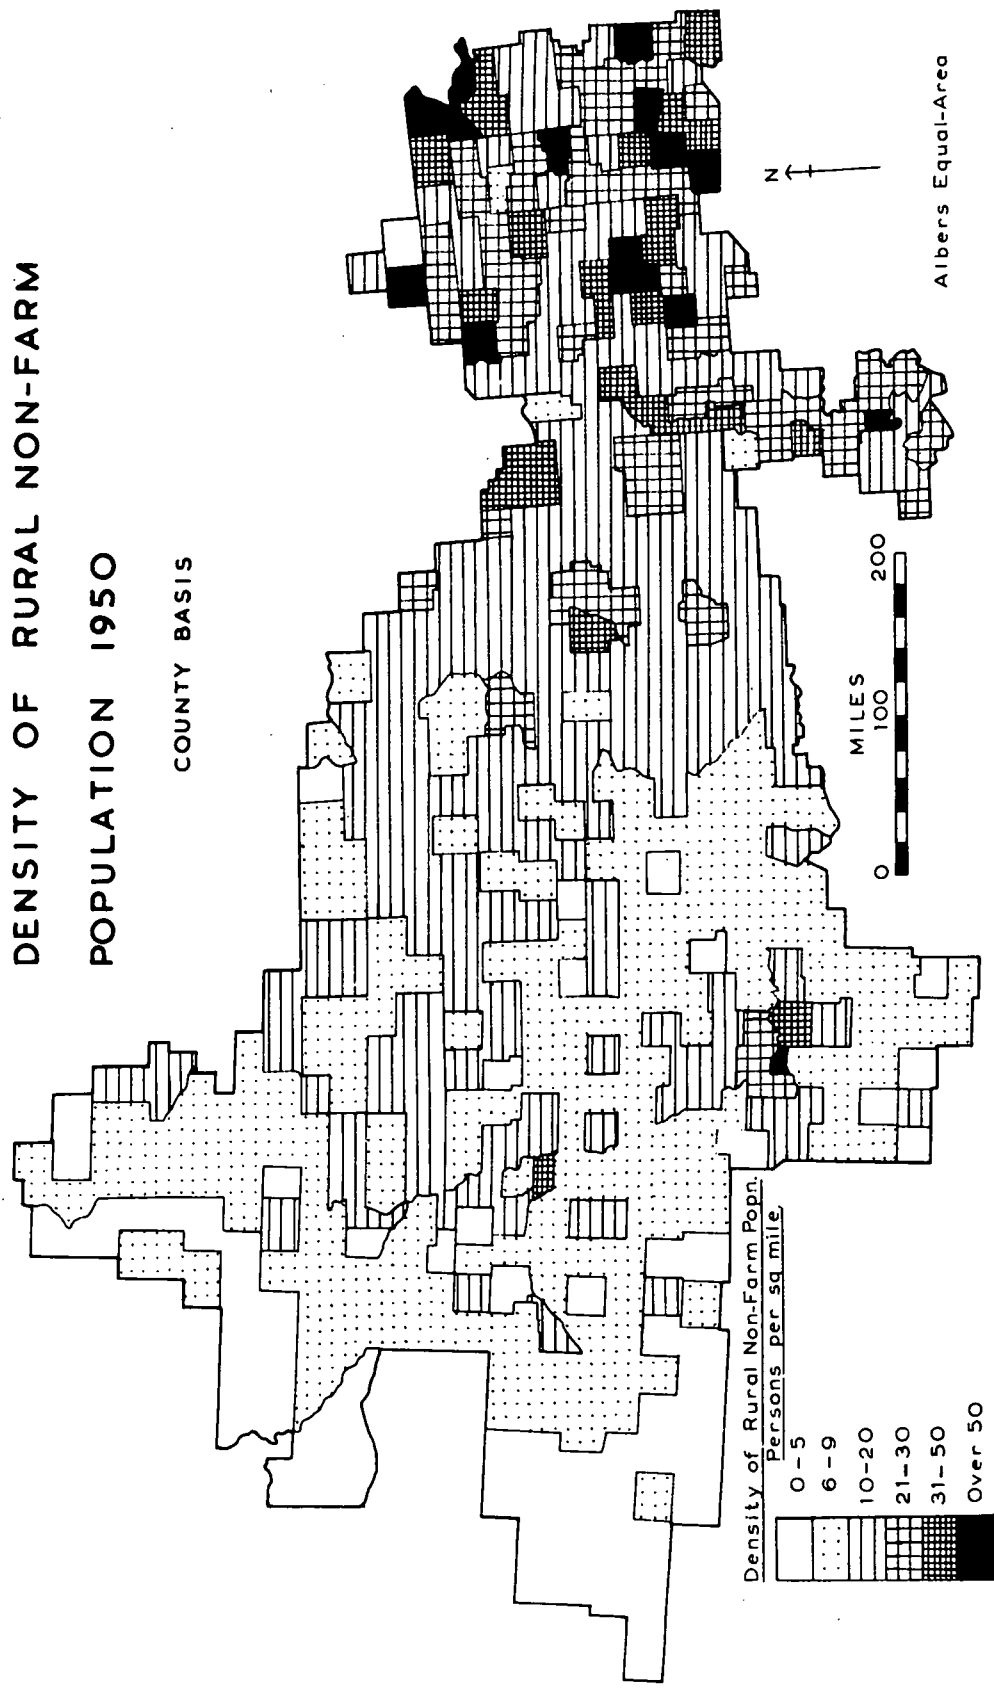 DENSITY OF RURAL NON-FARM
POPULATION 1950
COUNTY BASIS
N
Albers Equal-Area
MILES
0 100 200
Density of Rural Non-Farm Popn.
Persons per sq mile
0-5
6-9
10-20
21-30
31-50
Over 50